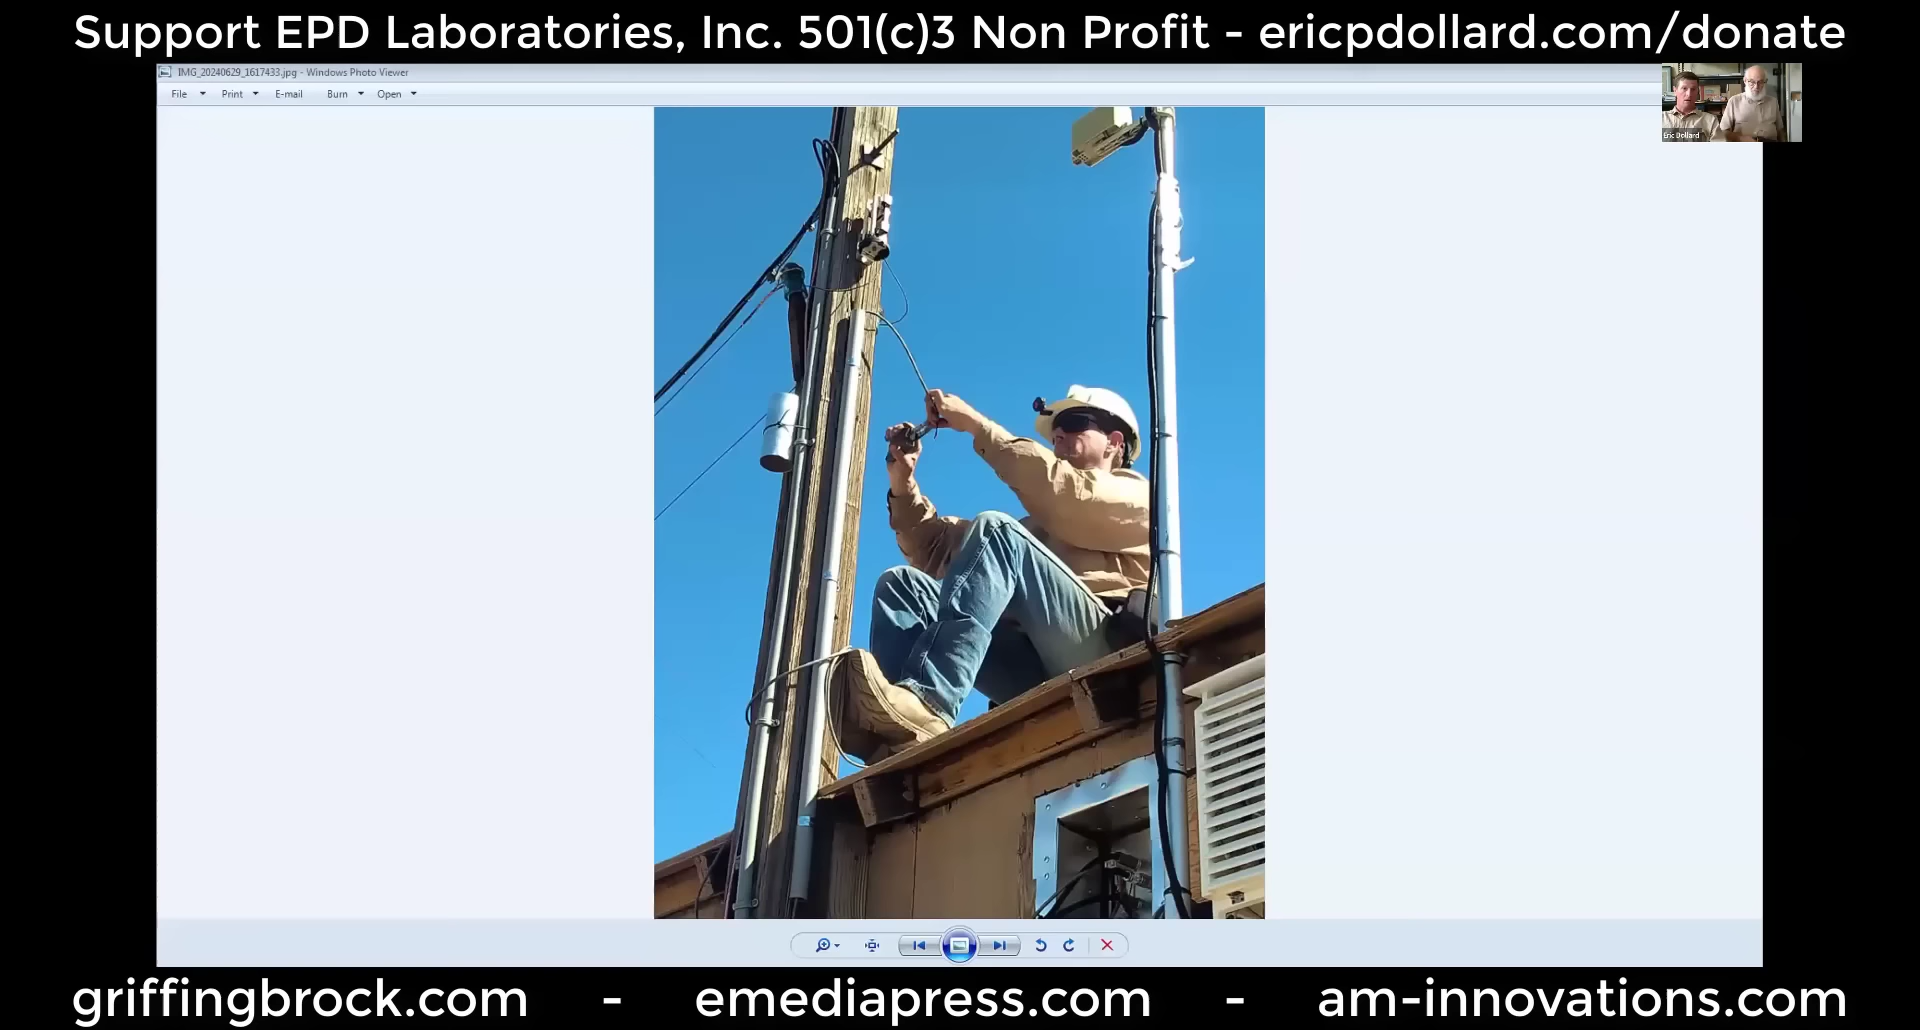 Support EPD Laboratories, Inc. 501(c)3 Non Profit - ericpdollard.com/donate
IMG_20240629_1617433.jpg - Windows Photo Viewer
File Print E-mail Burn Open
Eric Dollard
griffingbrock.com - emediapress.com - am-innovations.com